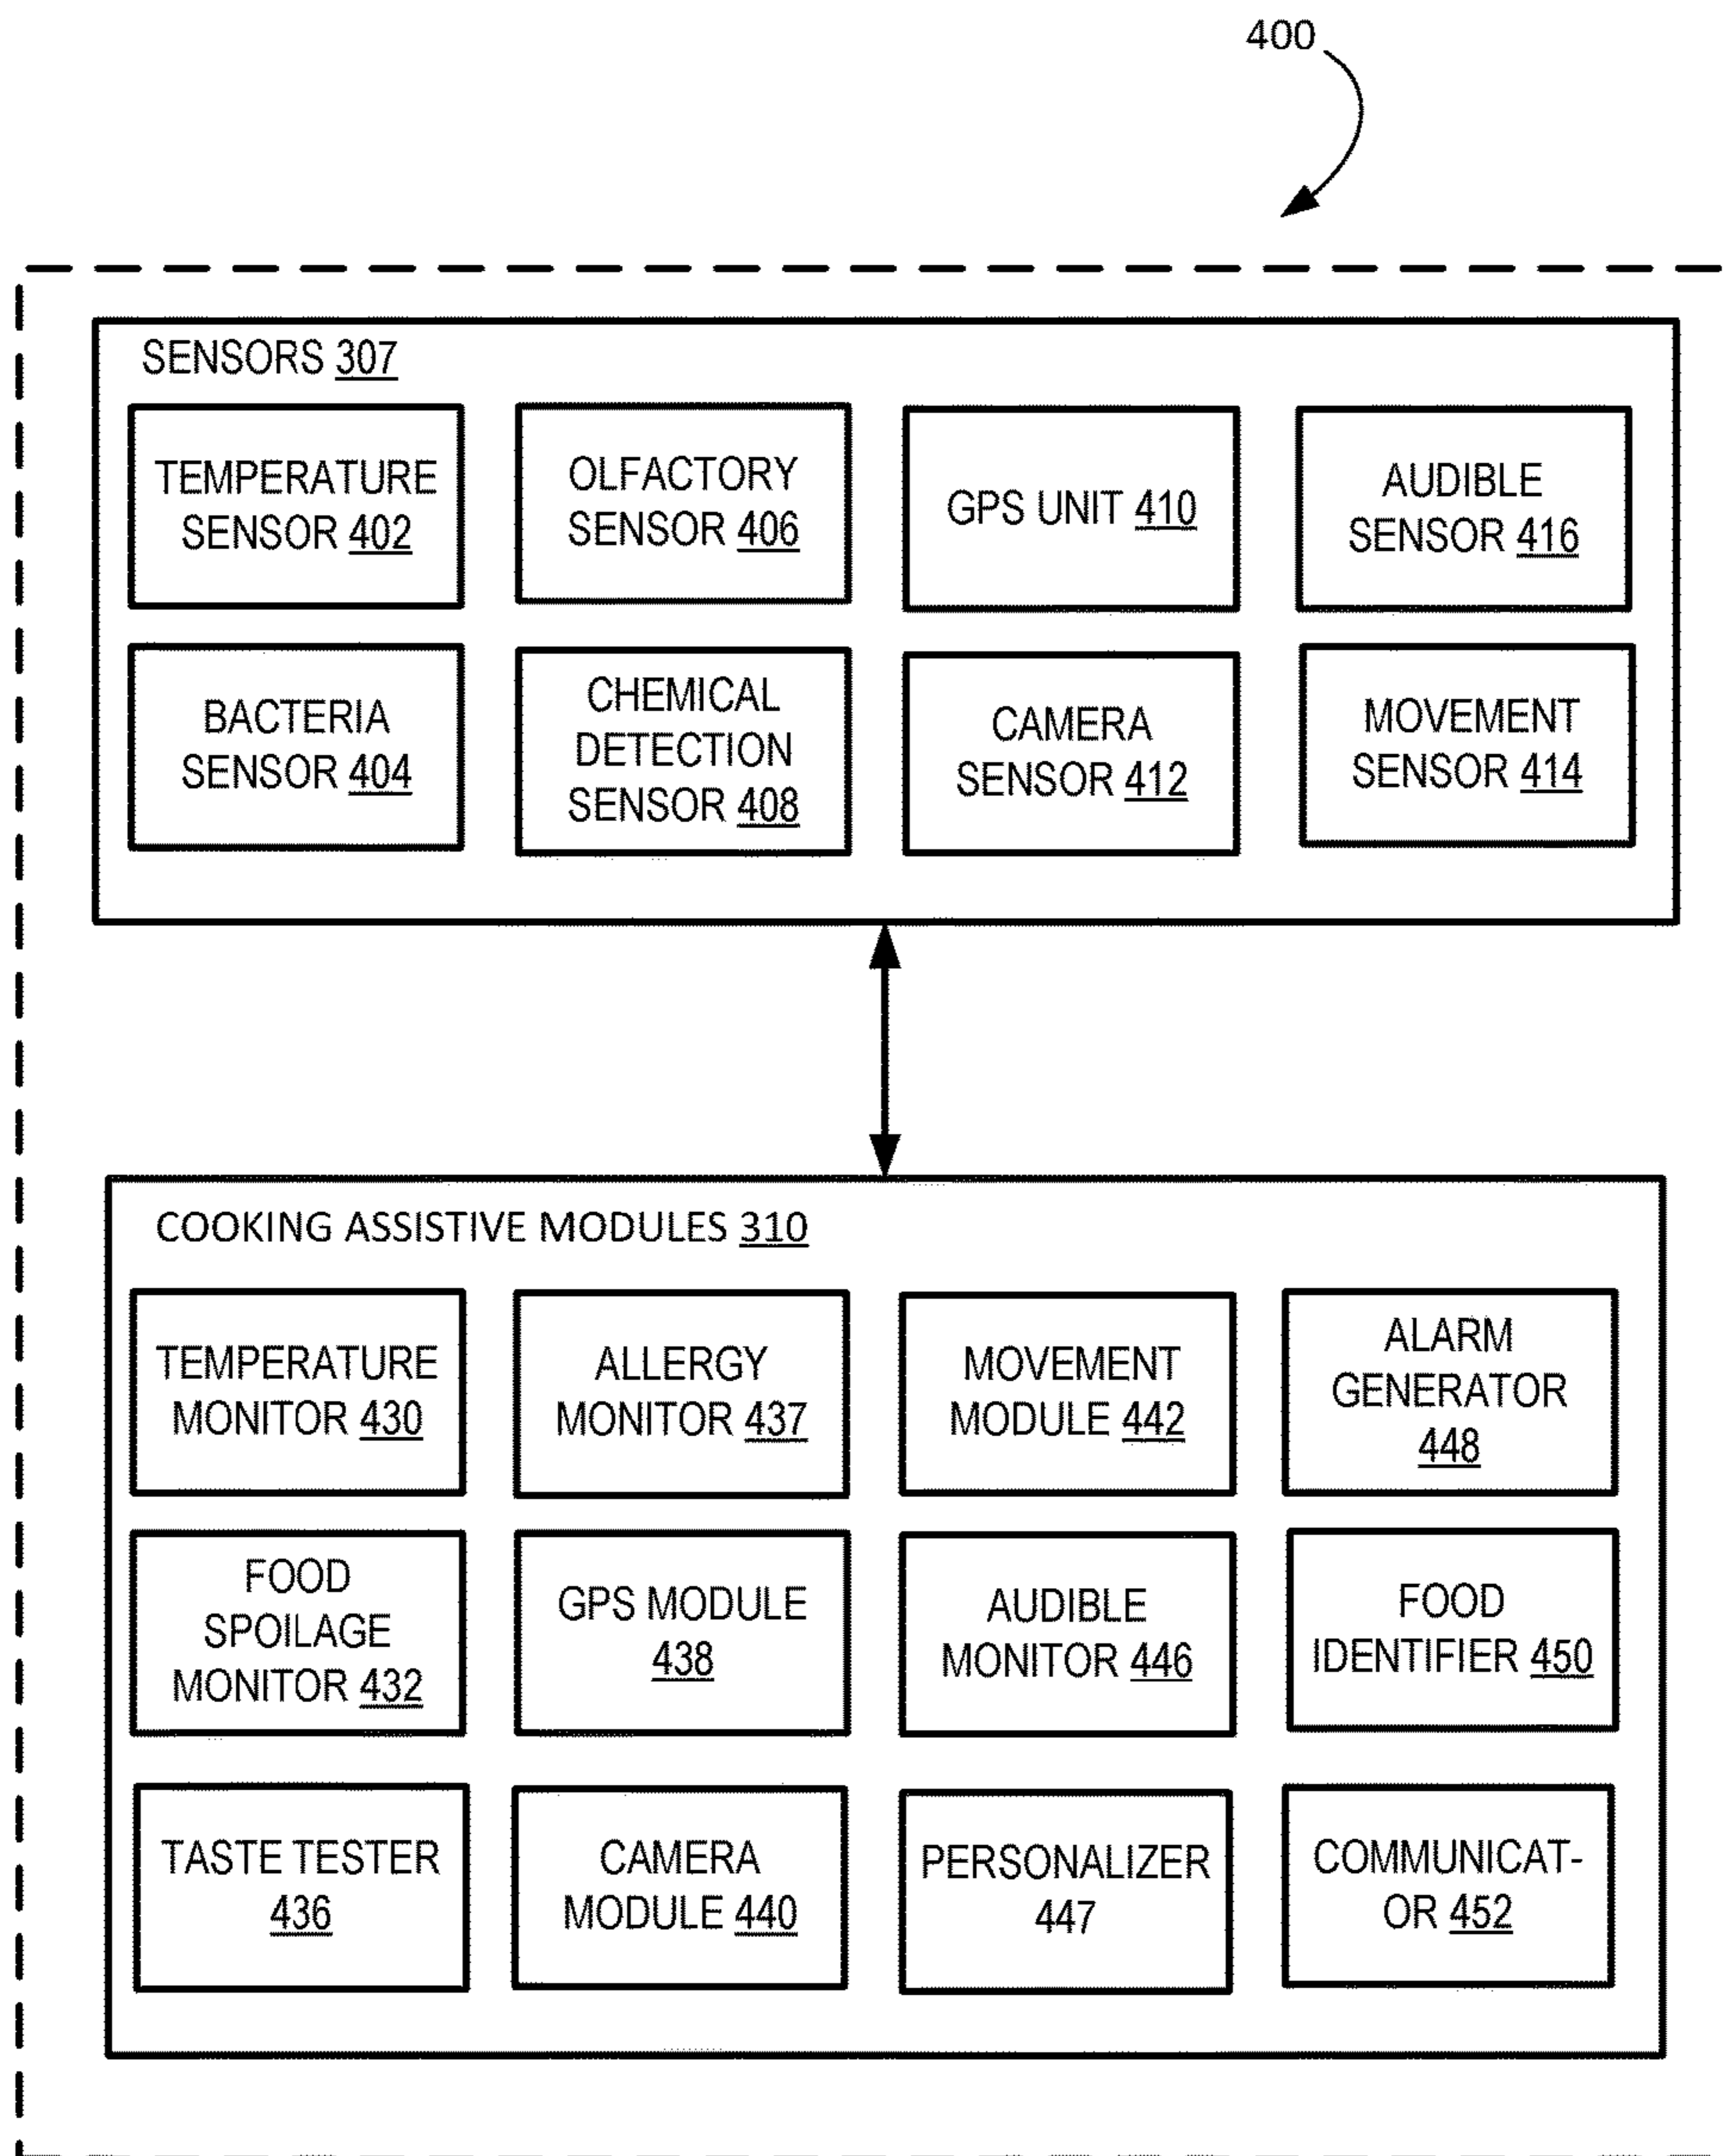 400
SENSORS 307
TEMPERATURE
SENSOR 402
OLFACTORY
SENSOR 406
GPS UNIT 410
AUDIBLE
SENSOR 416
BACTERIA
SENSOR 404
CHEMICAL
DETECTION
SENSOR 408
CAMERA
SENSOR 412
MOVEMENT
SENSOR 414
COOKING ASSISTIVE MODULES 310
TEMPERATURE
MONITOR 430
ALLERGY
MONITOR 437
MOVEMENT
MODULE 442
ALARM
GENERATOR
448
FOOD
SPOILAGE
MONITOR 432
GPS MODULE
438
AUDIBLE
MONITOR 446
FOOD
IDENTIFIER 450
TASTE TESTER
436
CAMERA
MODULE 440
PERSONALIZER
447
COMMUNICAT-
OR 452